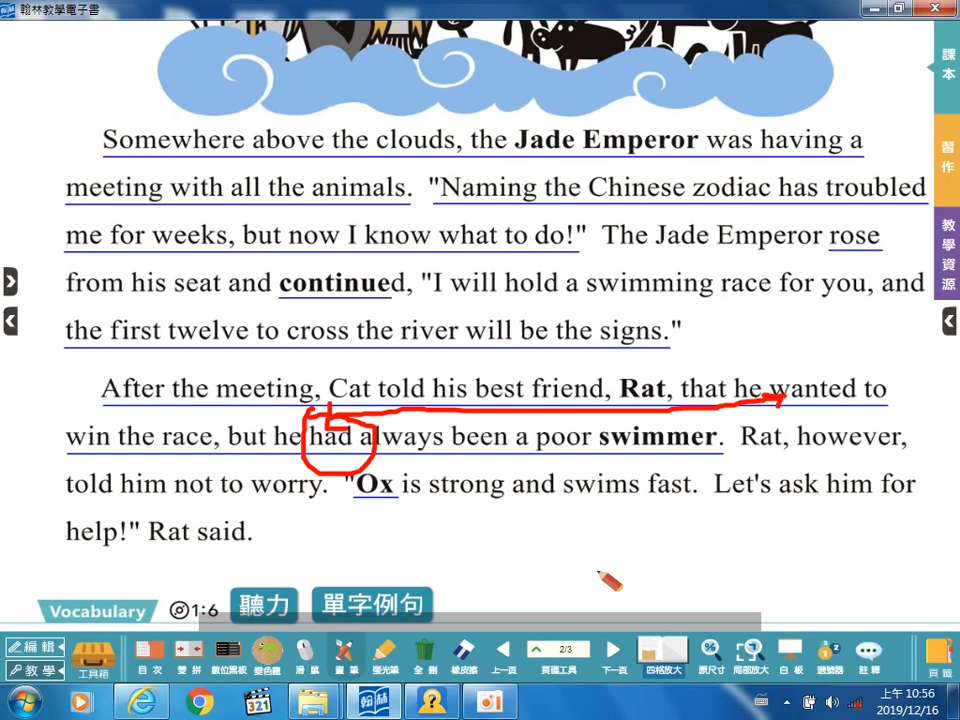 翰林教學電子書
課本
Somewhere above the clouds, the Jade Emperor was having a
meeting with all the animals. "Naming the Chinese zodiac has troubled
習作
me for weeks, but now I know what to do!" The Jade Emperor rose
教學資源
from his seat and continued, "I will hold a swimming race for you, and
the first twelve to cross the river will be the signs."
After the meeting, Cat told his best friend, Rat, that he wanted to
win the race, but he had always been a poor swimmer. Rat, however,
told him not to worry. "Ox is strong and swims fast. Let's ask him for
help!" Rat said.
Vocabulary 1:6 聽力 單字例句
編輯
教學
工具箱 目次 雙拼 數位黑板 變色龍 滑鼠 畫筆 螢光筆 全刪 橡皮擦 上一頁 2/3 頁碼工具 下一頁 四格放大 原尺寸 局部放大 白板 選號器 註釋 頁籤
321 翰林 上午 10:56
2019/12/16